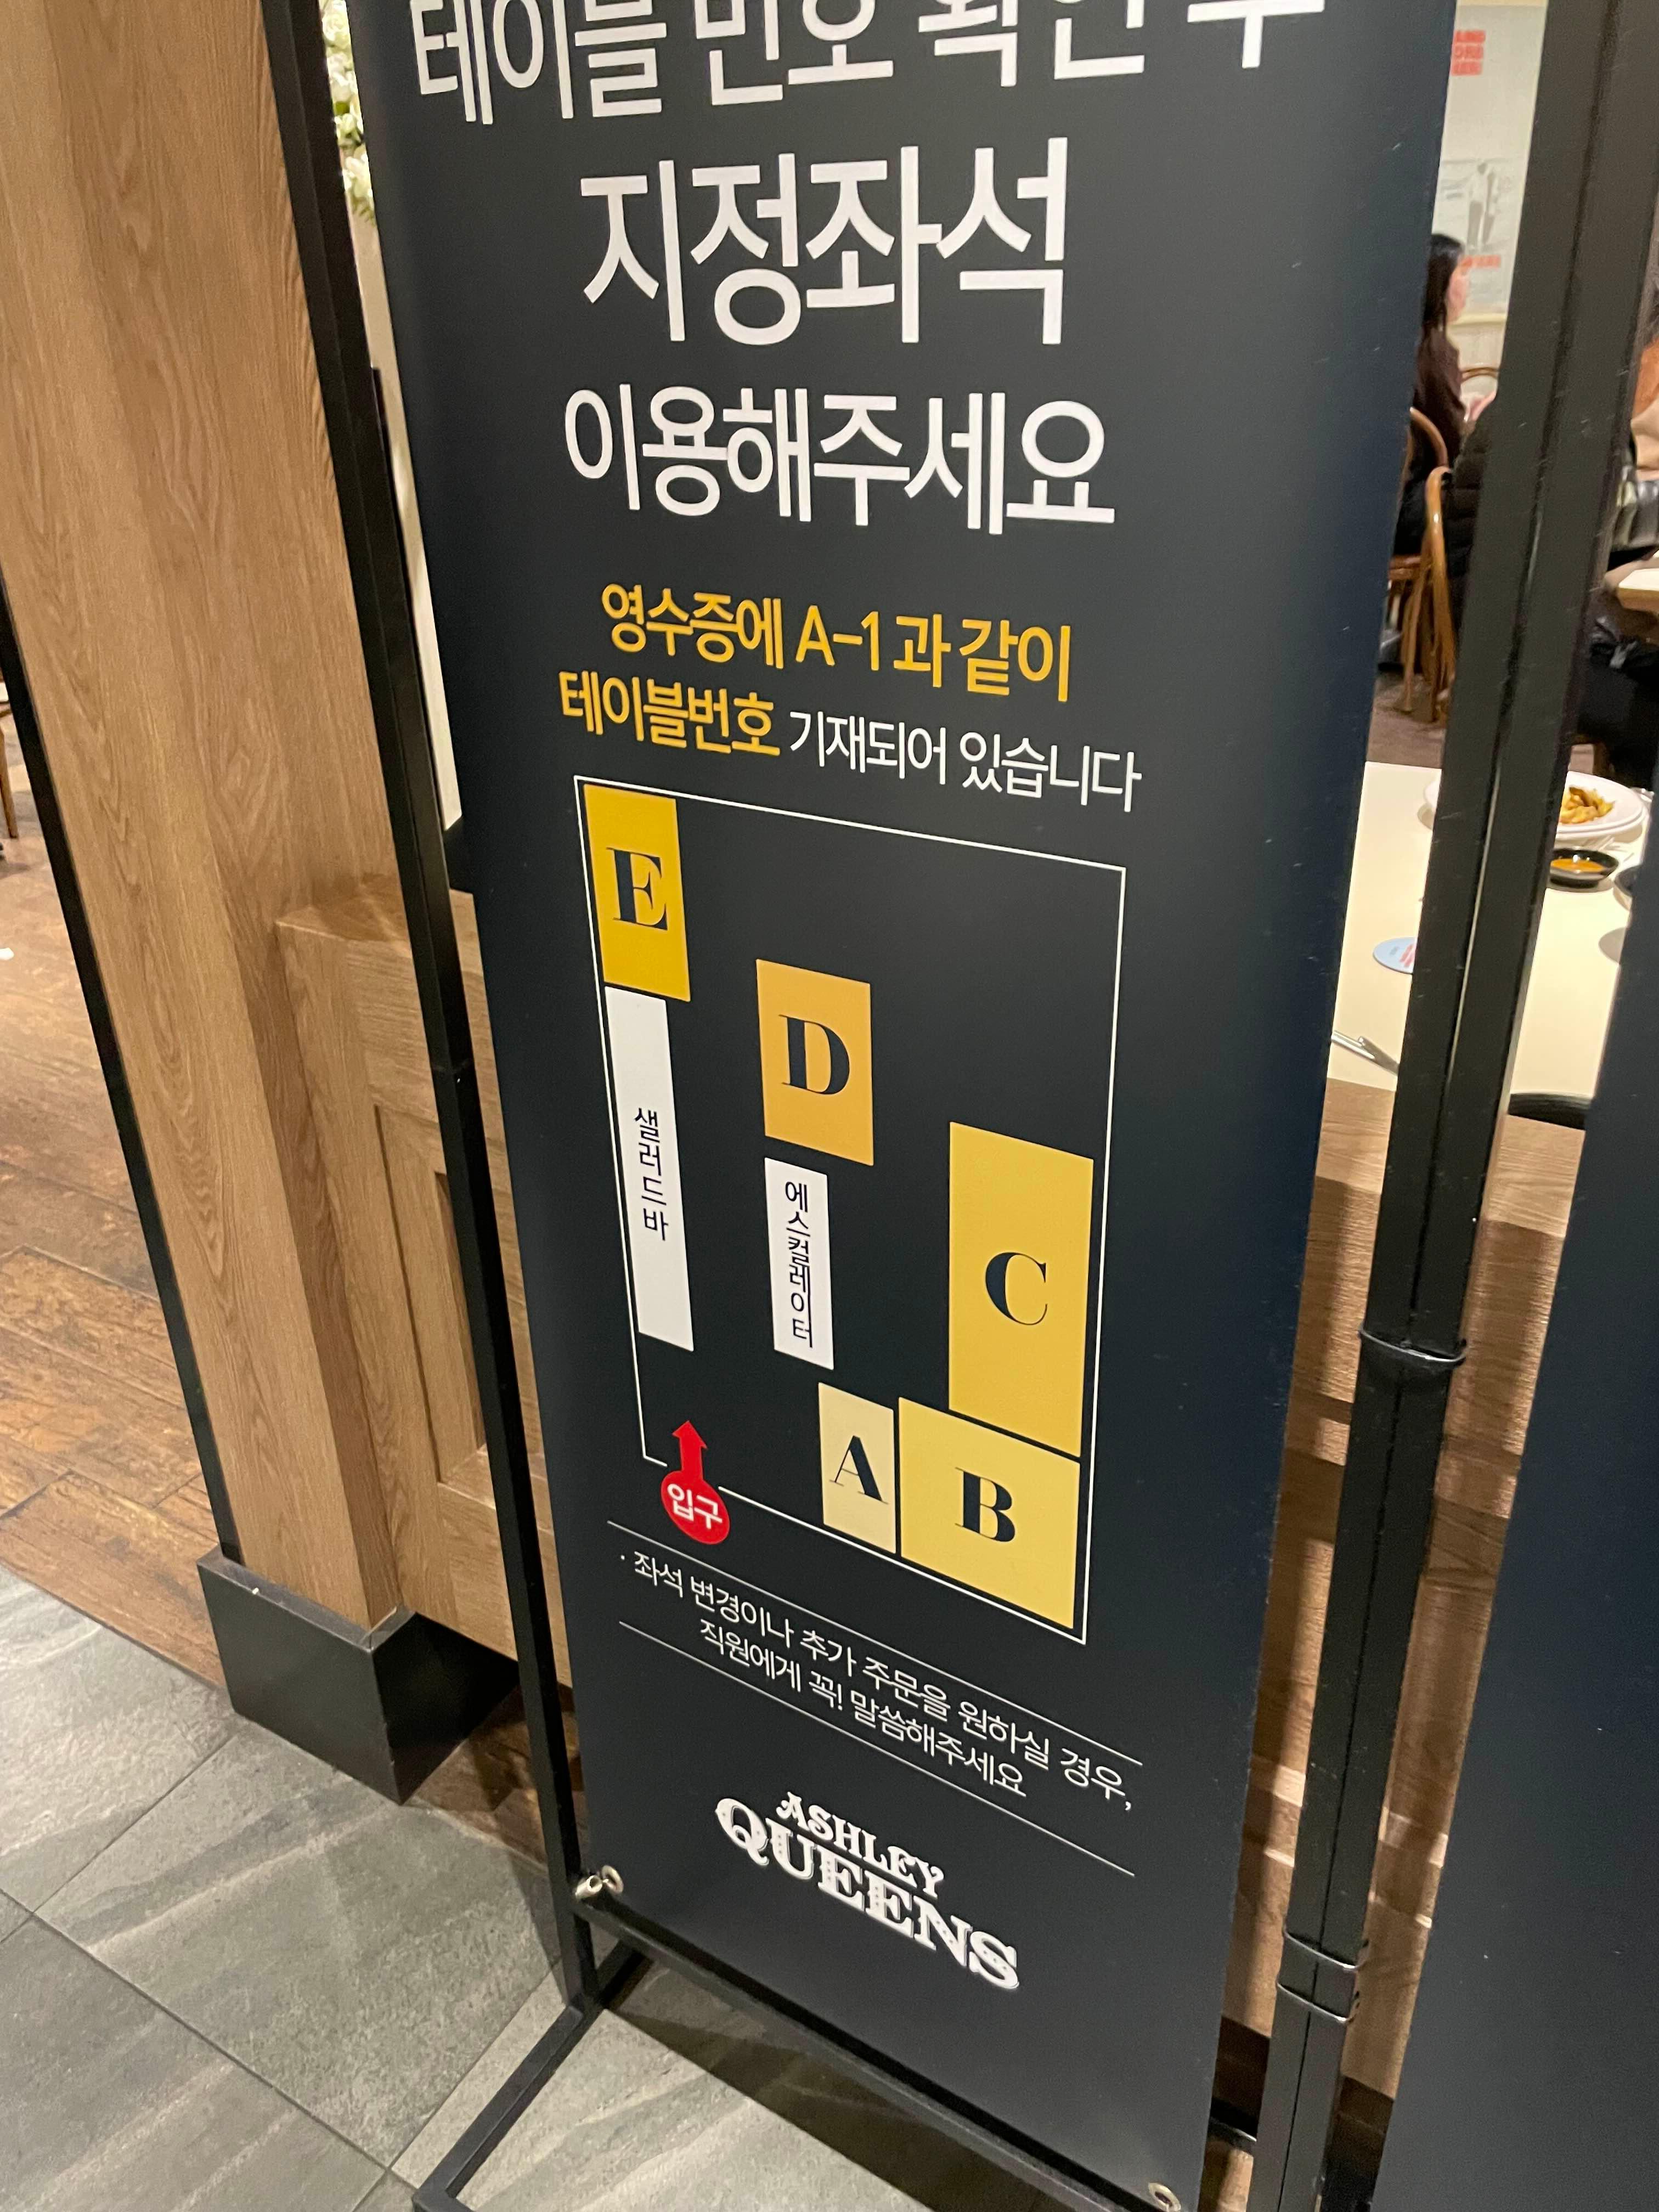 테이블 번호 확인 후
지정좌석
이용해주세요
영수증에 A-1과 같이
테이블번호 기재되어 있습니다
E
D
샐러드바
에스컬레이터
C
A
B
입구
· 좌석 변경이나 추가 주문을 원하실 경우,
직원에게 꼭! 말씀해주세요
ASHLEY
QUEENS